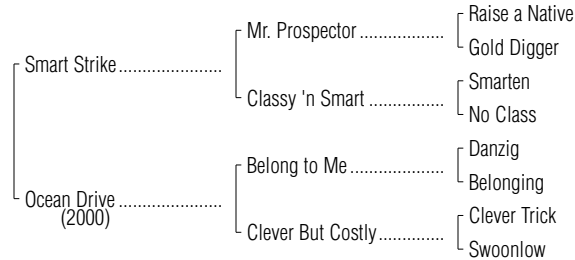 Raise a Native
Mr. Prospector..................
Gold Digger
Smart Strike......................
Smarten
Classy 'n Smart ................
No Class
Danzig
Belong to Me....................
Belonging
Ocean Drive ......................
(2000)
Clever Trick
Clever But Costly..............
Swoonlow